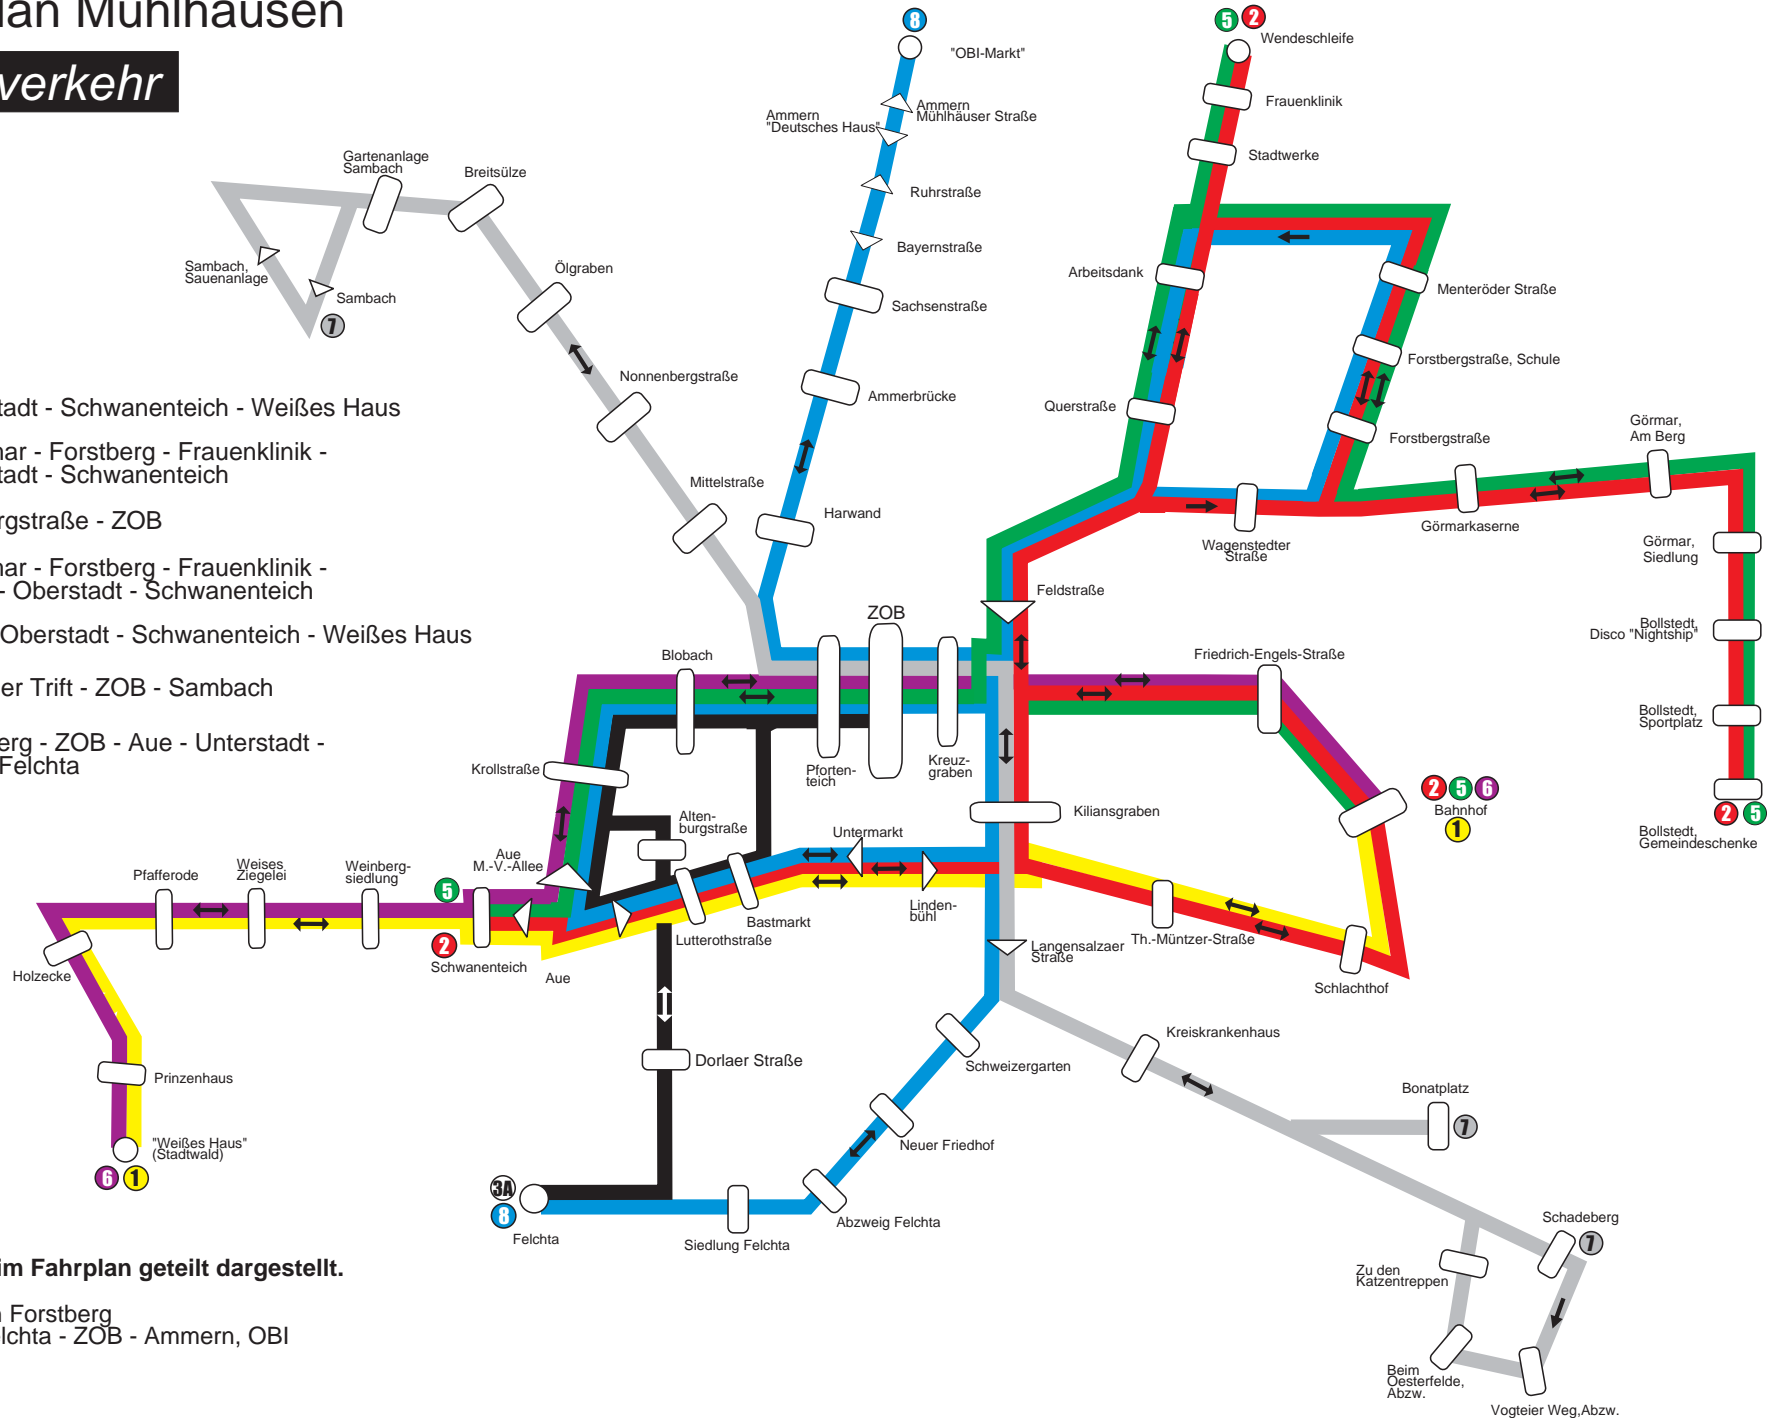 lan Mühlhausen
verkehr
8
"OBI-Markt"
Ammern
Mühlhäuser Straße
Ammern
"Deutsches Haus"
Ruhrstraße
Bayernstraße
Sachsenstraße
Ammerbrücke
Harwand
5 2
Wendeschleife
Frauenklinik
Stadtwerke
Arbeitsdank
Querstraße
Menteröder Straße
Forstbergstraße, Schule
Forstbergstraße
Wagenstedter
Straße
Görmarkaserne
Görmar,
Am Berg
Görmar,
Siedlung
Bollstedt,
Disco "Nightship"
Bollstedt,
Sportplatz
2 5
Bollstedt,
Gemeindeschenke
Gartenanlage
Sambach
Breitsülze
Sambach,
Sauenanlage
Sambach
7
Ölgraben
Nonnenbergstraße
Mittelstraße
tadt - Schwanenteich - Weißes Haus
nar - Forstberg - Frauenklinik -
tadt - Schwanenteich
rgstraße - ZOB
nar - Forstberg - Frauenklinik -
- Oberstadt - Schwanenteich
Oberstadt - Schwanenteich - Weißes Haus
er Trift - ZOB - Sambach
erg - ZOB - Aue - Unterstadt -
Felchta
Feldstraße
ZOB
Blobach
Pforten-
teich
Kreuz-
graben
Friedrich-Engels-Straße
Krollstraße
Alten-
burgstraße
Untermarkt
Kiliansgraben
2 5 6
Bahnhof
1
Aue
M.-V.-Allee
Pfafferode
Weises
Ziegelei
Weinberg-
siedlung
5
2
Schwanenteich
Aue
Lutterothstraße
Bastmarkt
Linden-
bühl
Langensalzaer
Straße
Th.-Müntzer-Straße
Schlachthof
Holzecke
Prinzenhaus
"Weißes Haus"
(Stadtwald)
6 1
Dorlaer Straße
Schweizergarten
Neuer Friedhof
Abzweig Felchta
Siedlung Felchta
3A
8
Felchta
Kreiskrankenhaus
Bonatplatz
7
Schadeberg
7
Zu den
Katzentreppen
Beim
Oesterfelde,
Abzw.
Vogteier Weg,Abzw.
im Fahrplan geteilt dargestellt.
n Forstberg
elchta - ZOB - Ammern, OBI